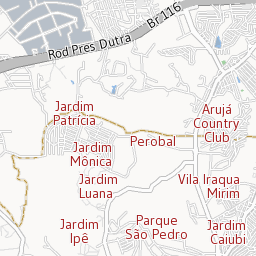 Br 116
Rod Pres Dutra
Jardim
Patrícia
Arujá
Country
Club
Jardim
Mônica
Perobal
Jardim
Luana
Vila Iraqua
Mirim
Jardim
Ipê
Parque
São Pedro
Jardim
Caiubi